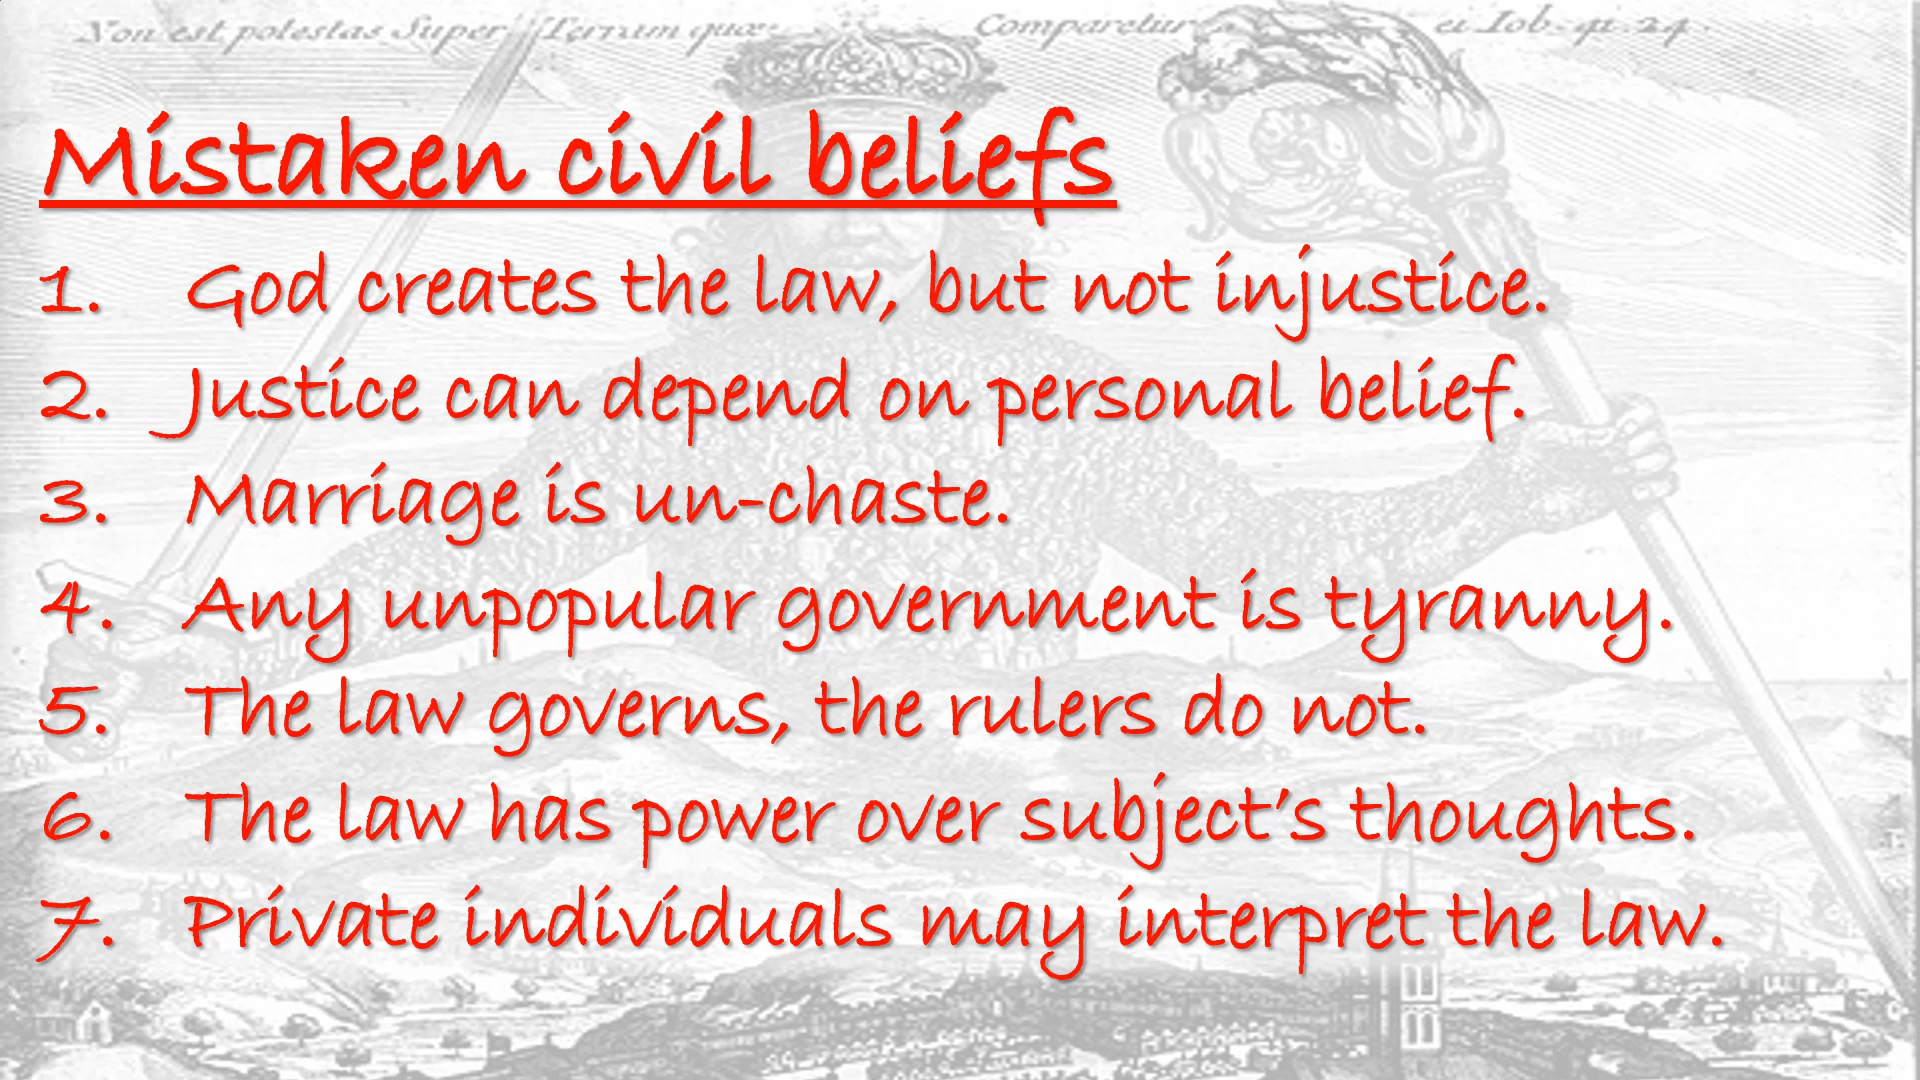 Non est potestas Super Terram quae Comparetur ei Iob. 41. 24
Mistaken civil beliefs
1. God creates the law, but not injustice.
2. Justice can depend on personal belief.
3. Marriage is un-chaste.
4. Any unpopular government is tyranny.
5. The law governs, the rulers do not.
6. The law has power over subject’s thoughts.
7. Private individuals may interpret the law.